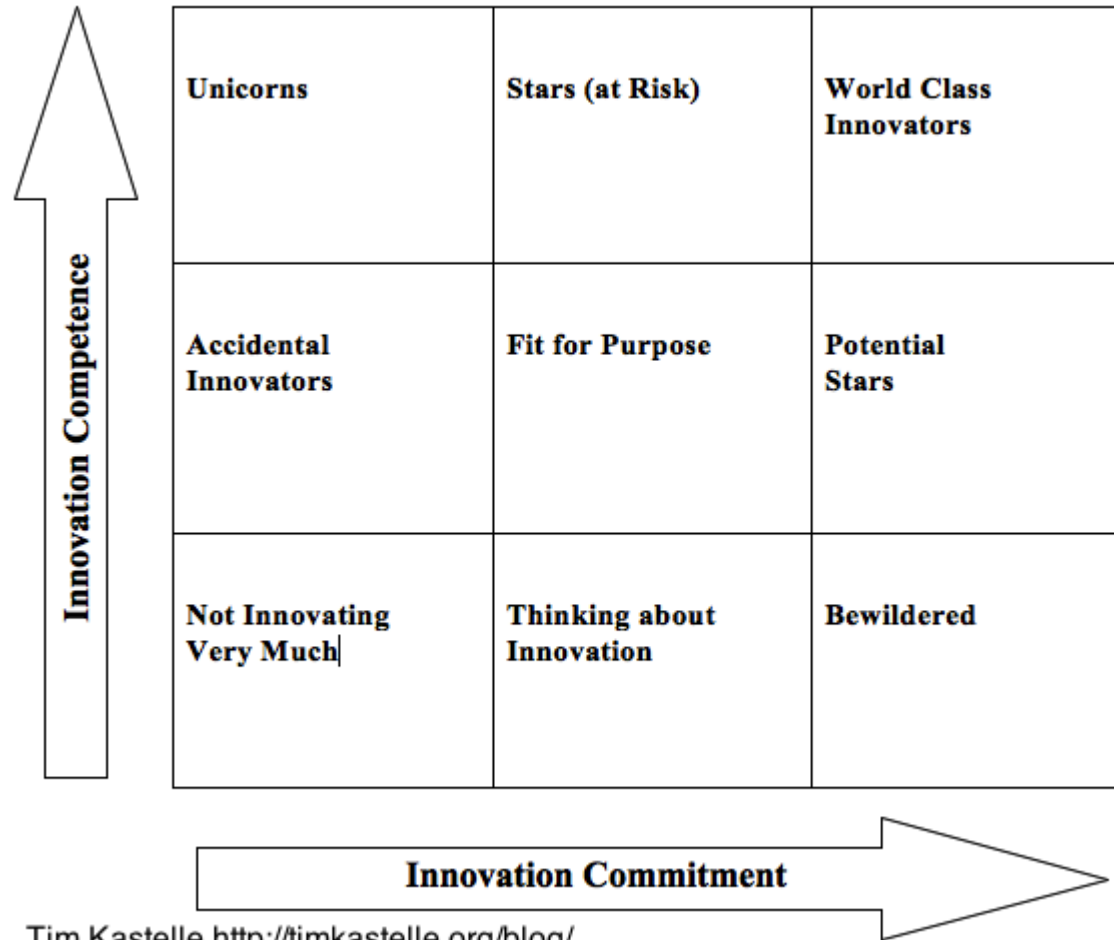 Unicorns
Stars (at Risk)
World Class
Innovators
Innovation Competence
Accidental
Innovators
Fit for Purpose
Potential
Stars
Not Innovating
Very Much
Thinking about
Innovation
Bewildered
Innovation Commitment
Tim Kastelle http://timkastelle.org/blog/